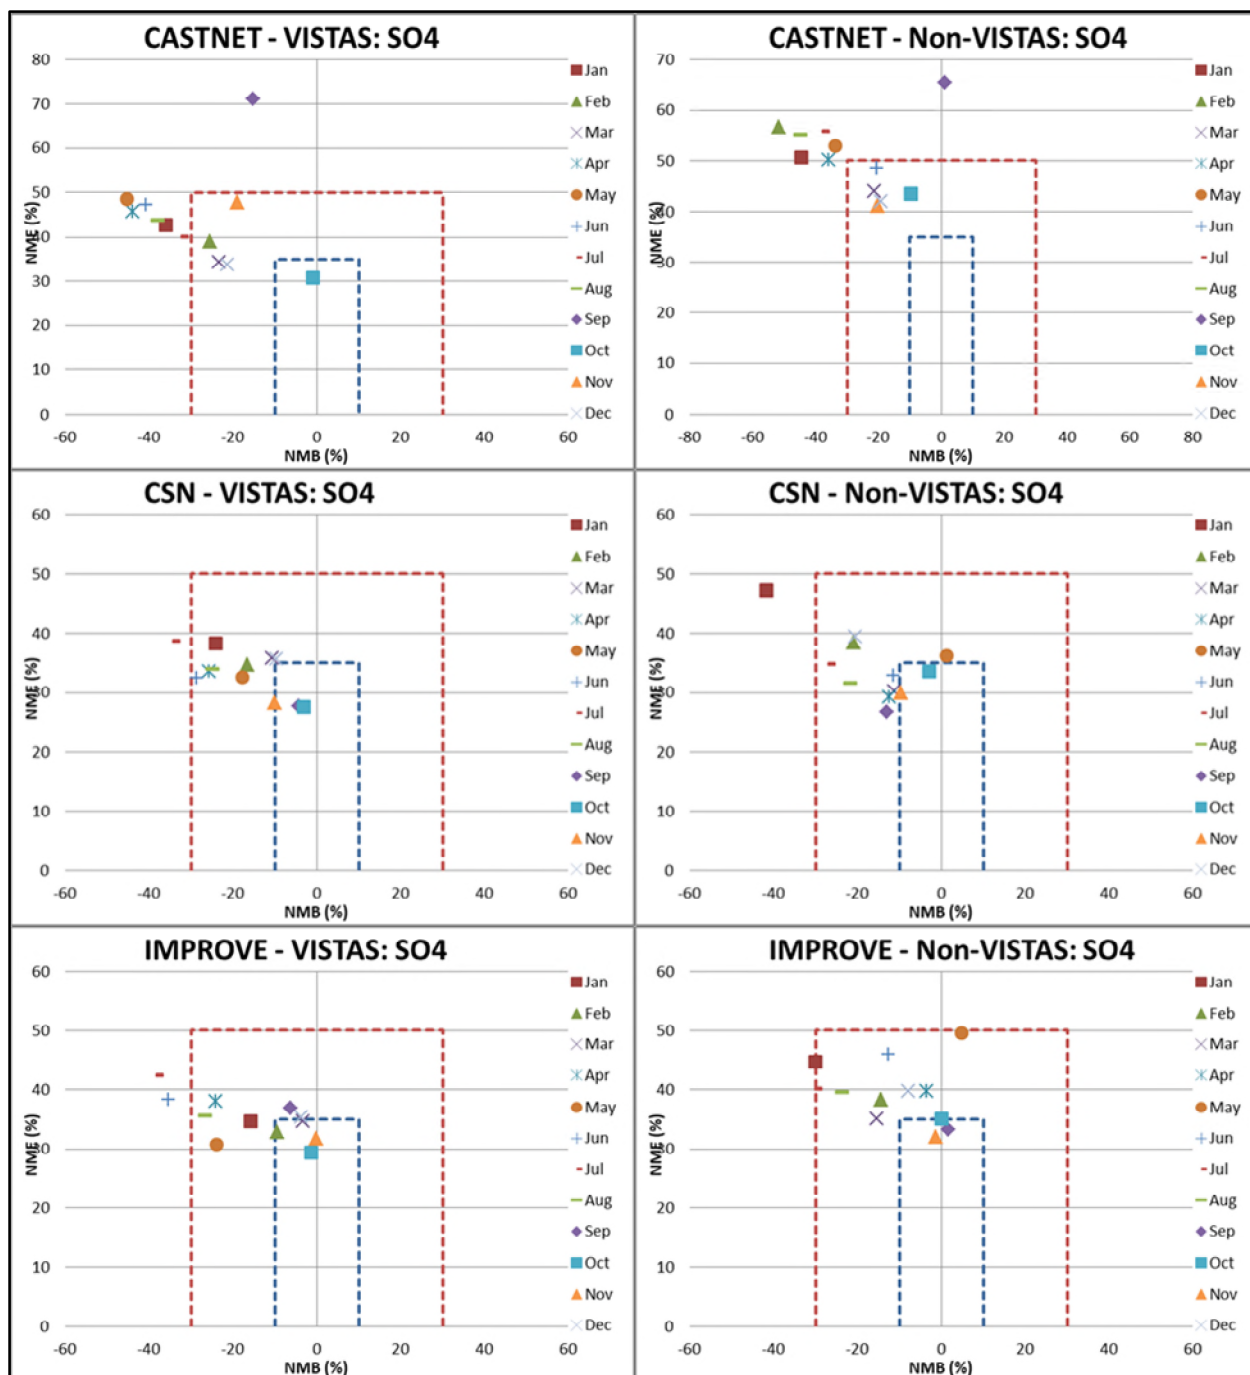 CASTNET - VISTAS: SO4
80
70
60
50
40
30
20
10
0
NME (%)
-60 -40 -20 0 20 40 60
NMB (%)
Jan
Feb
Mar
Apr
May
Jun
Jul
Aug
Sep
Oct
Nov
Dec
CASTNET - Non-VISTAS: SO4
70
60
50
40
30
20
10
0
NME (%)
-80 -60 -40 -20 0 20 40 60 80
NMB (%)
Jan
Feb
Mar
Apr
May
Jun
Jul
Aug
Sep
Oct
Nov
Dec
CSN - VISTAS: SO4
60
50
40
30
20
10
0
NME (%)
-60 -40 -20 0 20 40 60
NMB (%)
Jan
Feb
Mar
Apr
May
Jun
Jul
Aug
Sep
Oct
Nov
Dec
CSN - Non-VISTAS: SO4
60
50
40
30
20
10
0
NME (%)
-60 -40 -20 0 20 40 60
NMB (%)
Jan
Feb
Mar
Apr
May
Jun
Jul
Aug
Sep
Oct
Nov
Dec
IMPROVE - VISTAS: SO4
60
50
40
30
20
10
0
NME (%)
-60 -40 -20 0 20 40 60
NMB (%)
Jan
Feb
Mar
Apr
May
Jun
Jul
Aug
Sep
Oct
Nov
Dec
IMPROVE - Non-VISTAS: SO4
60
50
40
30
20
10
0
NME (%)
-60 -40 -20 0 20 40 60
NMB (%)
Jan
Feb
Mar
Apr
May
Jun
Jul
Aug
Sep
Oct
Nov
Dec